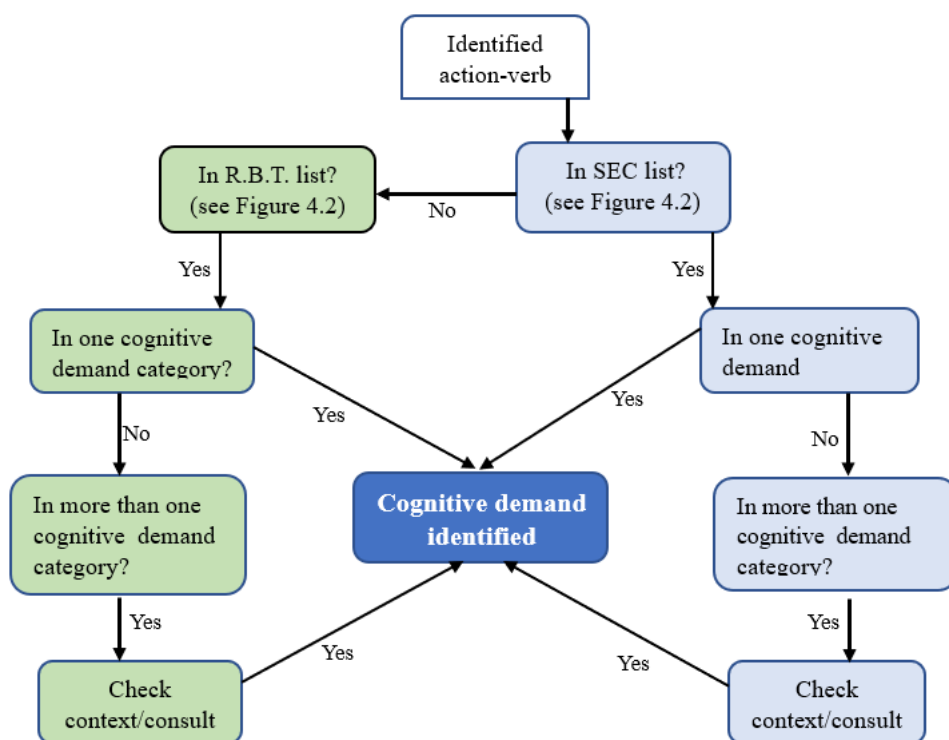 Identified
action-verb
In R.B.T. list?
(see Figure 4.2)
No
In SEC list?
(see Figure 4.2)
Yes
Yes
In one cognitive
demand category?
In one cognitive
demand
Yes
Yes
No
No
In more than one
cognitive demand
category?
Cognitive demand
identified
In more than one
cognitive demand
category?
Yes
Yes
Yes
Yes
Check
context/consult
Check
context/consult